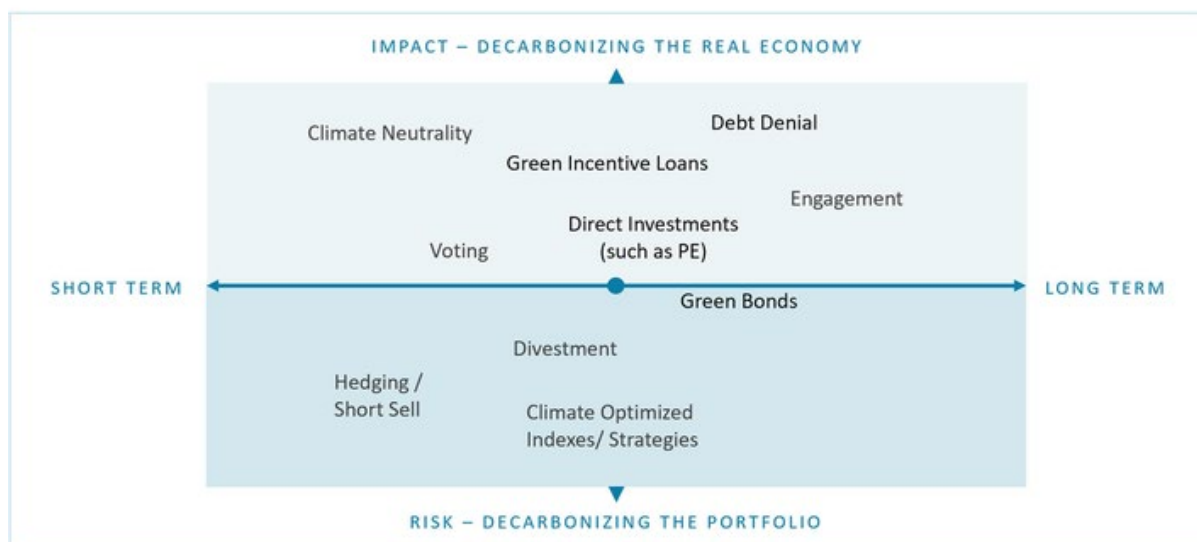 IMPACT – DECARBONIZING THE REAL ECONOMY
Debt Denial
Climate Neutrality
Green Incentive Loans
Engagement
Direct Investments
(such as PE)
Voting
SHORT TERM
LONG TERM
Green Bonds
Divestment
Hedging /
Short Sell
Climate Optimized
Indexes/ Strategies
RISK – DECARBONIZING THE PORTFOLIO